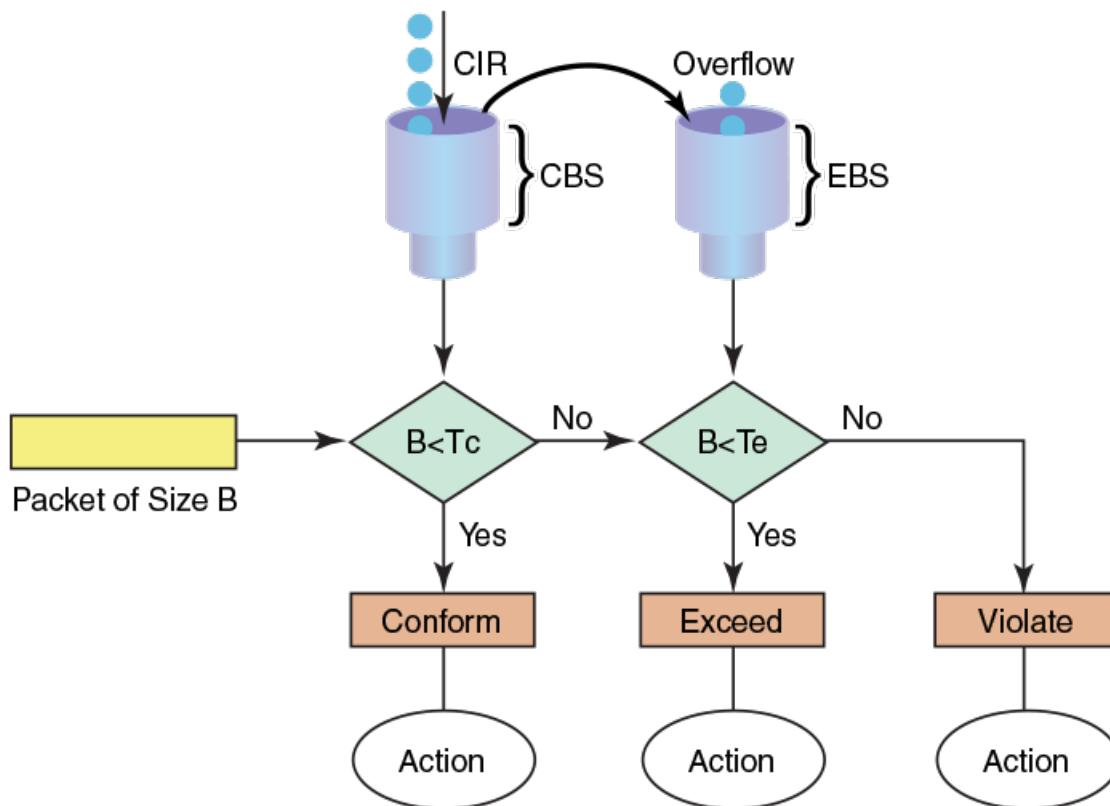 CIR
Overflow
CBS
EBS
B<Tc
No
B<Te
No
Packet of Size B
Yes
Yes
Conform
Exceed
Violate
Action
Action
Action